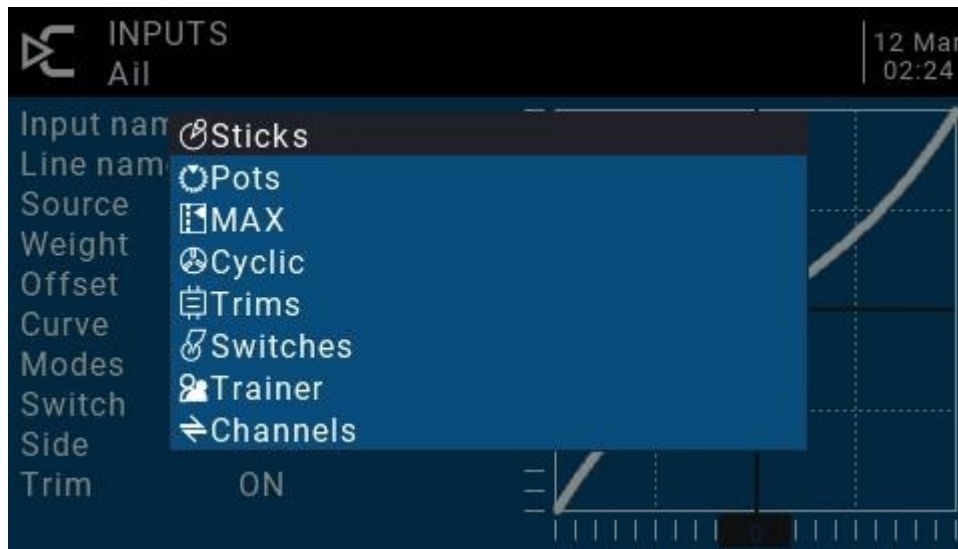 INPUTS
Ail
12 Mar
02:24
Input nam
Line name
Source
Weight
Offset
Curve
Modes
Switch
Side
Trim ON
Sticks
Pots
MAX
Cyclic
Trims
Switches
Trainer
Channels
0